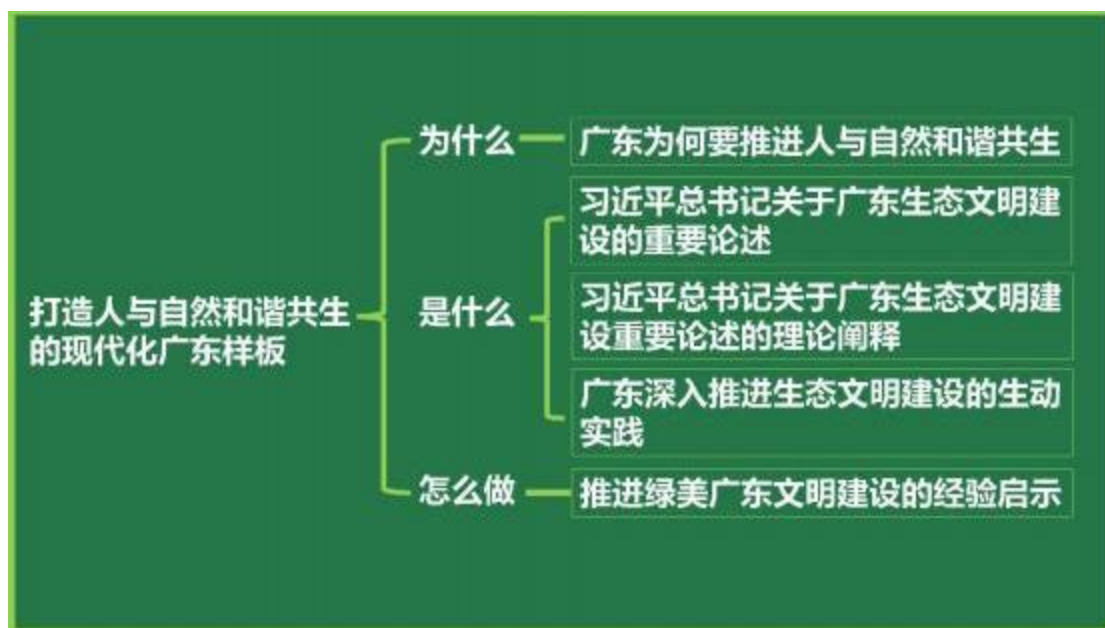 为什么
广东为何要推进人与自然和谐共生
习近平总书记关于广东生态文明建
设的重要论述
打造人与自然和谐共生
的现代化广东样板
是什么
习近平总书记关于广东生态文明建
设重要论述的理论阐释
广东深入推进生态文明建设的生动
实践
怎么做
推进绿美广东文明建设的经验启示